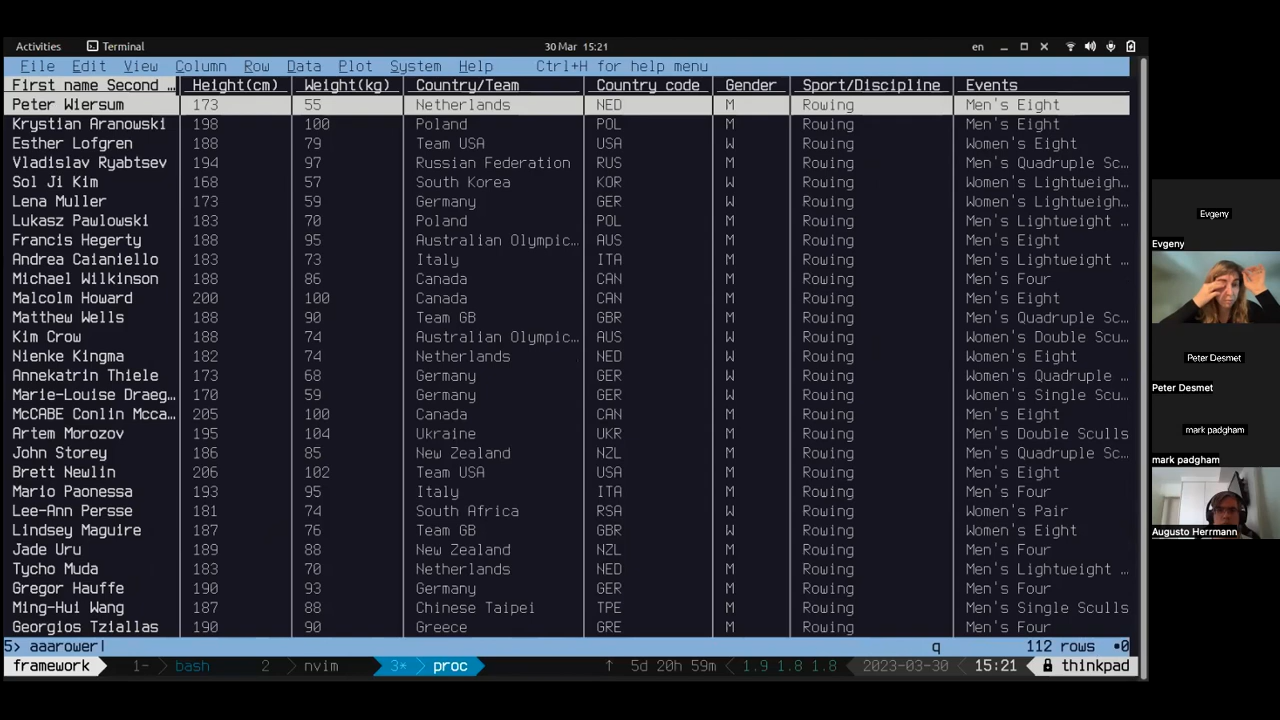 Activities Terminal 30 Mar 15:21 en
File Edit View Column Row Data Plot System Help Ctrl+H for help menu
First name Second … Height(cm) Weight(kg) Country/Team Country code Gender Sport/Discipline Events
Peter Wiersum 173 55 Netherlands NED M Rowing Men's Eight
Krystian Aranowski 198 100 Poland POL M Rowing Men's Eight
Esther Lofgren 188 79 Team USA USA W Rowing Women's Eight
Vladislav Ryabtsev 194 97 Russian Federation RUS M Rowing Men's Quadruple Sc…
Sol Ji Kim 168 57 South Korea KOR W Rowing Women's Lightweigh…
Lena Muller 173 59 Germany GER W Rowing Women's Lightweigh…
Lukasz Pawlowski 183 70 Poland POL M Rowing Men's Lightweight …
Francis Hegerty 188 95 Australian Olympic… AUS M Rowing Men's Eight
Andrea Caianiello 183 73 Italy ITA M Rowing Men's Lightweight …
Michael Wilkinson 188 86 Canada CAN M Rowing Men's Four
Malcolm Howard 200 100 Canada CAN M Rowing Men's Eight
Matthew Wells 188 90 Team GB GBR M Rowing Men's Quadruple Sc…
Kim Crow 188 74 Australian Olympic… AUS W Rowing Women's Double Scu…
Nienke Kingma 182 74 Netherlands NED W Rowing Women's Eight
Annekatrin Thiele 173 68 Germany GER W Rowing Women's Quadruple …
Marie-Louise Draeg… 170 59 Germany GER W Rowing Women's Single Scu…
McCABE Conlin Mcca… 205 100 Canada CAN M Rowing Men's Eight
Artem Morozov 195 104 Ukraine UKR M Rowing Men's Double Sculls
John Storey 186 85 New Zealand NZL M Rowing Men's Quadruple Sc…
Brett Newlin 206 102 Team USA USA M Rowing Men's Eight
Mario Paonessa 193 95 Italy ITA M Rowing Men's Four
Lee-Ann Persse 181 74 South Africa RSA W Rowing Women's Pair
Lindsey Maguire 187 76 Team GB GBR W Rowing Women's Eight
Jade Uru 189 88 New Zealand NZL M Rowing Men's Four
Tycho Muda 183 70 Netherlands NED M Rowing Men's Lightweight …
Gregor Hauffe 190 93 Germany GER M Rowing Men's Four
Ming-Hui Wang 187 88 Chinese Taipei TPE M Rowing Men's Single Sculls
Georgios Tziallas 190 90 Greece GRE M Rowing Men's Four
5> aaarower| q 112 rows •0
framework 1- bash 2 nvim 3* proc ↑ 5d 20h 59m 1.9 1.8 1.8 2023-03-30 15:21 thinkpad
Evgeny
Evgeny
Peter Desmet
Peter Desmet
mark padgham
mark padgham
Augusto Herrmann